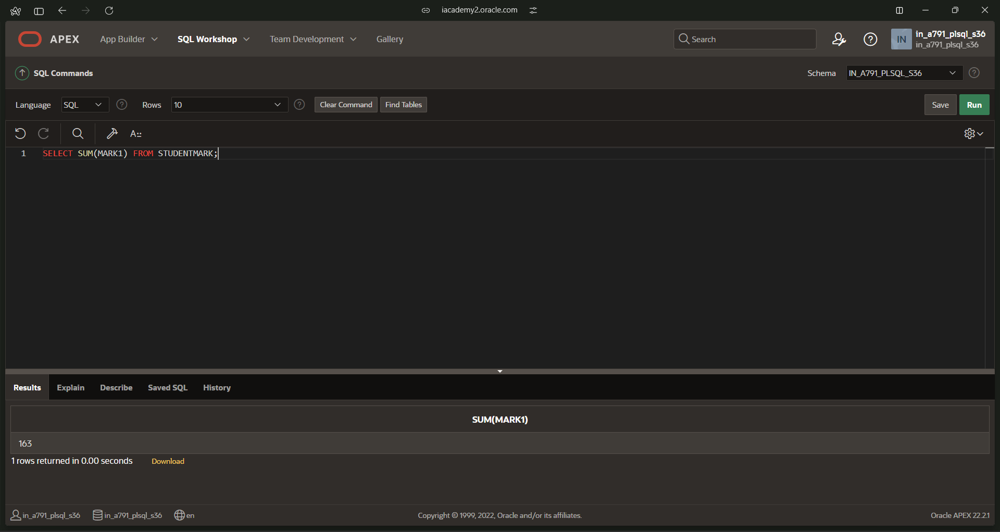 iacademy2.oracle.com
APEX App Builder SQL Workshop Team Development Gallery Search IN in_a791_plsql_s36
in_a791_plsql_s36
SQL Commands Schema IN_A791_PLSQL_S36
Language SQL Rows 10 Clear Command Find Tables Save Run
A::
1 SELECT SUM(MARK1) FROM STUDENTMARK;
Results Explain Describe Saved SQL History
SUM(MARK1)
163
1 rows returned in 0.00 seconds Download
in_a791_plsql_s36 in_a791_plsql_s36 en Copyright © 1999, 2022, Oracle and/or its affiliates. Oracle APEX 22.2.1